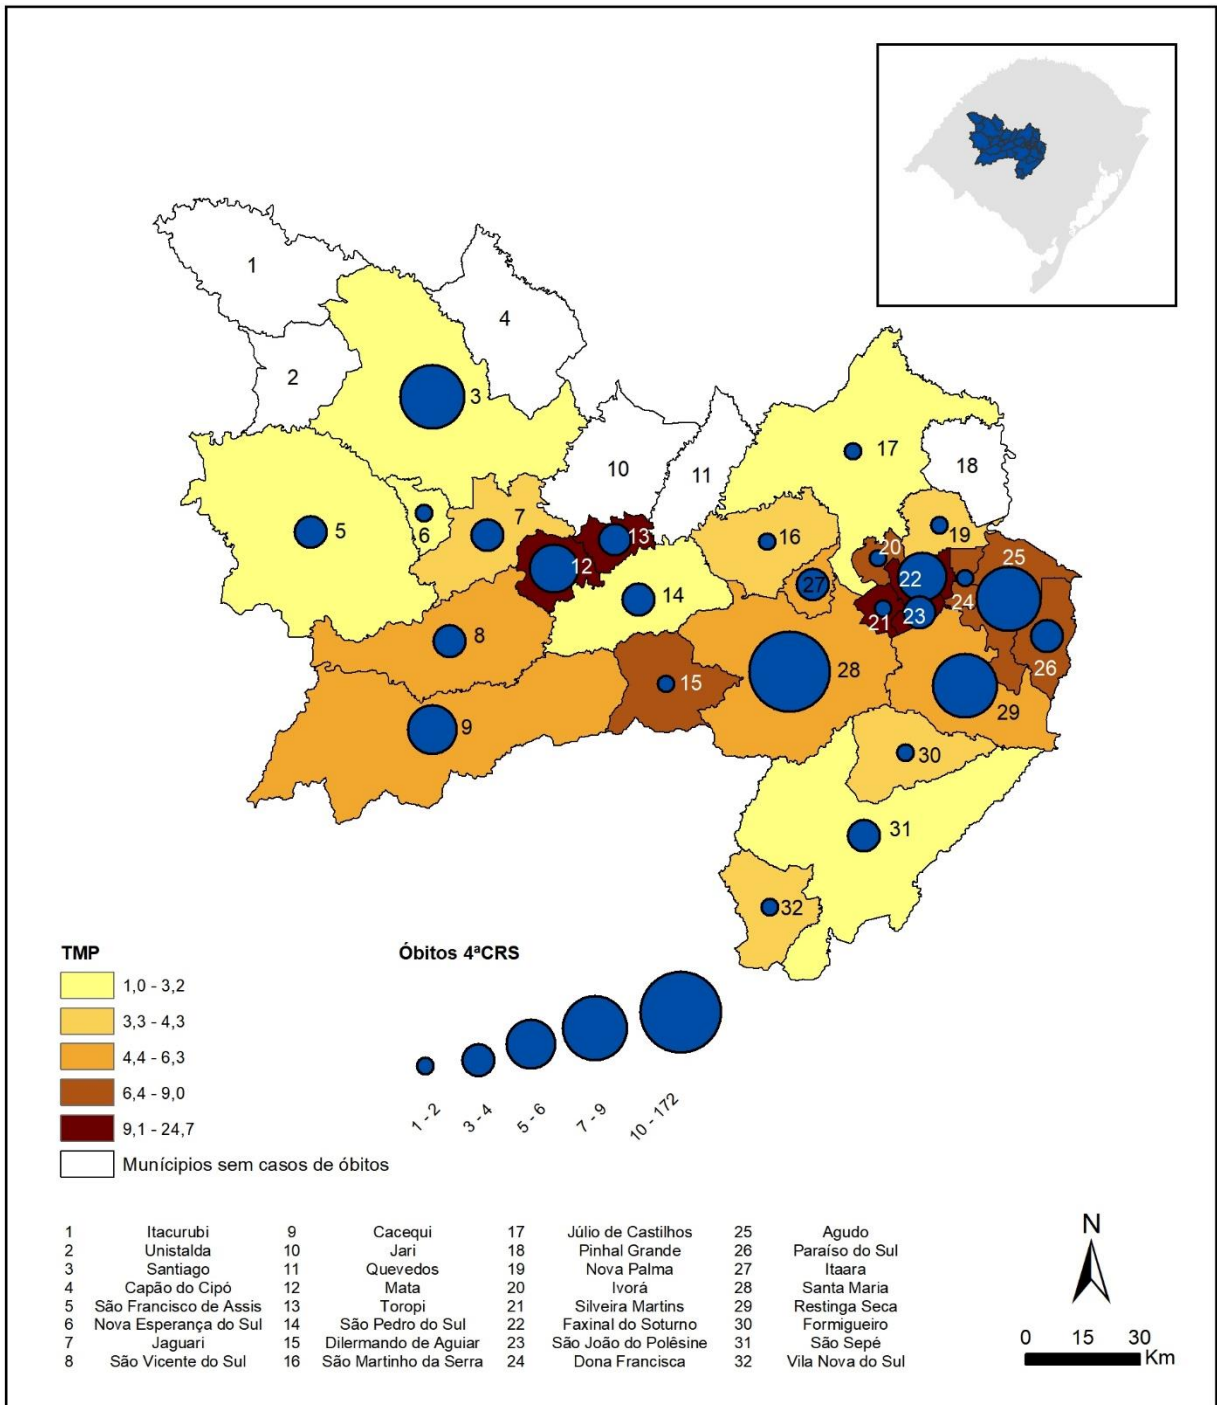 1
4
2
3
10
11
17
18
5
6
7
13
16
19
20
25
12
27
22
14
24
21
23
8
26
15
28
29
9
30
31
32
TMP
1,0 - 3,2
3,3 - 4,3
4,4 - 6,3
6,4 - 9,0
9,1 - 24,7
Munícipios sem casos de óbitos
Óbitos 4ªCRS
1 - 2
3 - 4
5 - 6
7 - 9
10 - 172
1 Itacurubi 9 Cacequi 17 Júlio de Castilhos 25 Agudo
2 Unistalda 10 Jari 18 Pinhal Grande 26 Paraíso do Sul
3 Santiago 11 Quevedos 19 Nova Palma 27 Itaara
4 Capão do Cipó 12 Mata 20 Ivorá 28 Santa Maria
5 São Francisco de Assis 13 Toropi 21 Silveira Martins 29 Restinga Seca
6 Nova Esperança do Sul 14 São Pedro do Sul 22 Faxinal do Soturno 30 Formigueiro
7 Jaguari 15 Dilermando de Aguiar 23 São João do Polêsine 31 São Sepé
8 São Vicente do Sul 16 São Martinho da Serra 24 Dona Francisca 32 Vila Nova do Sul
N
0 15 30
Km